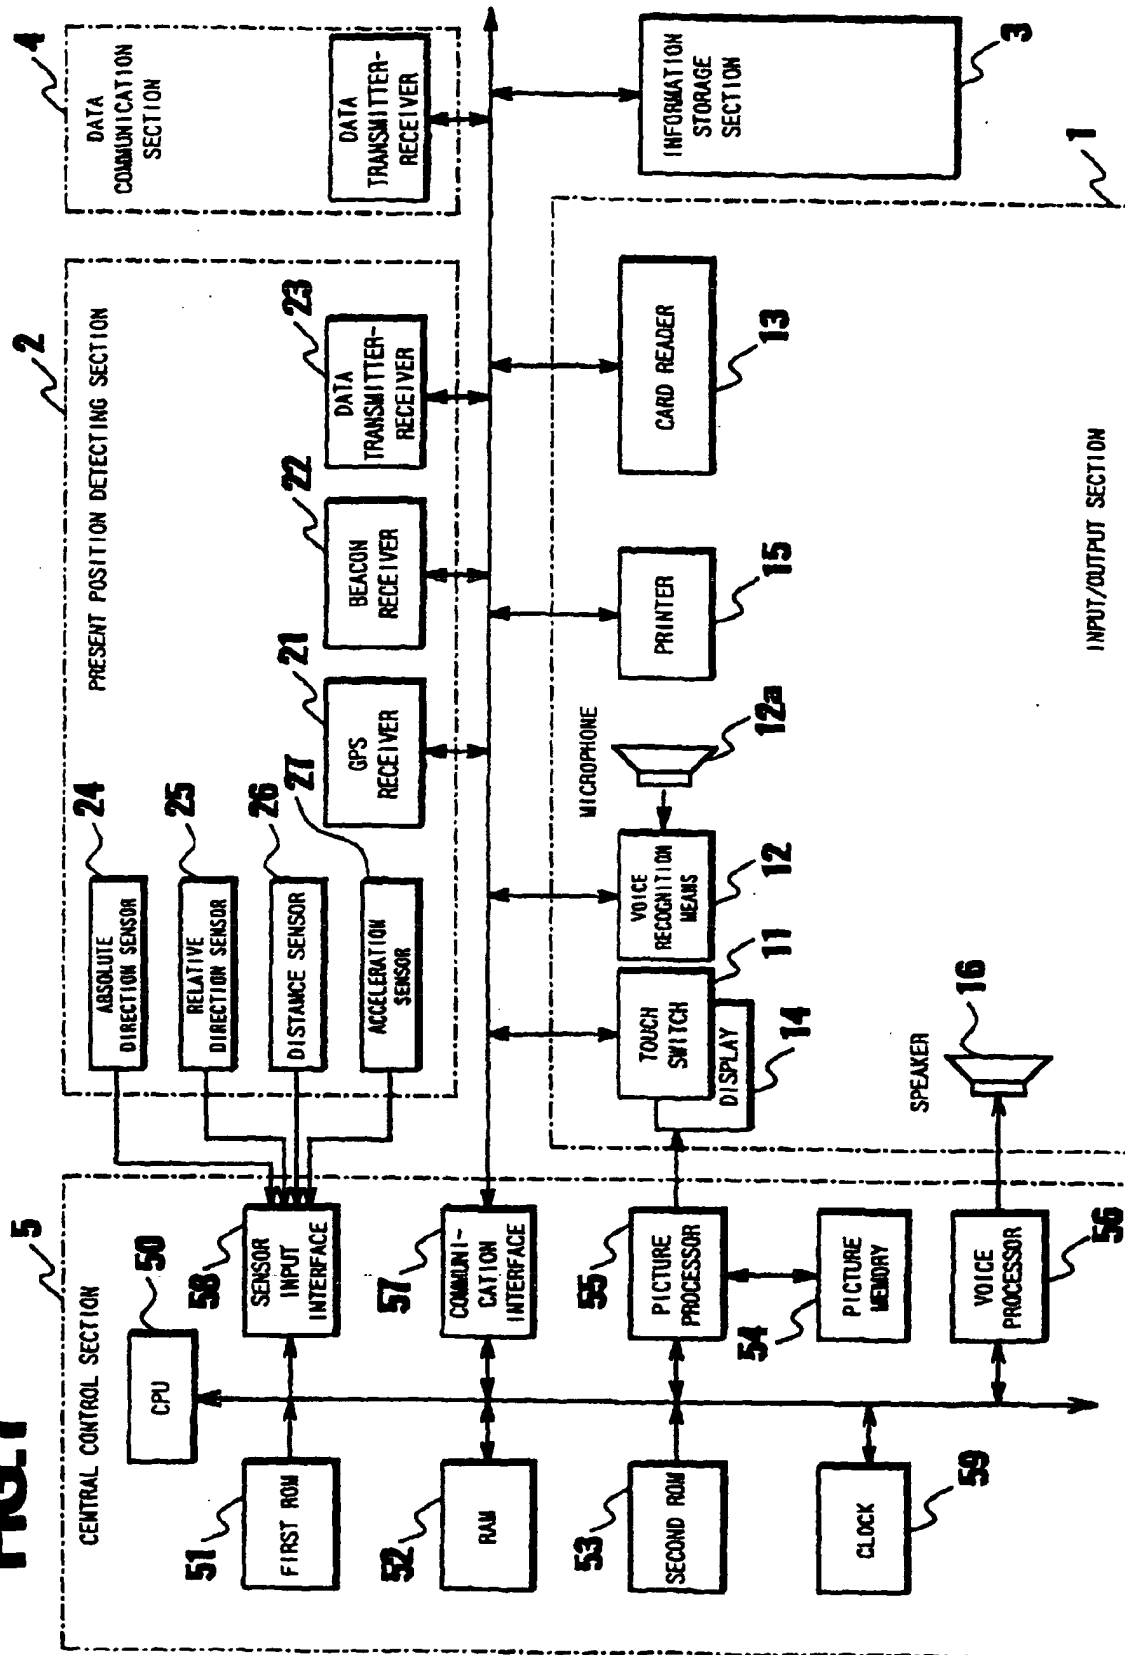 FIG.1
5
CENTRAL CONTROL SECTION
50
CPU
51
FIRST ROM
52
RAM
53
SECOND ROM
CLOCK
59
58
SENSOR
INPUT
INTERFACE
57
COMMUNI-
CATION
INTERFACE
55
PICTURE
PROCESSOR
54
PICTURE
MEMORY
VOICE
PROCESSOR
56
2
PRESENT POSITION DETECTING SECTION
24
ABSOLUTE
DIRECTION SENSOR
25
RELATIVE
DIRECTION SENSOR
26
DISTANCE SENSOR
27
ACCELERATION
SENSOR
21
GPS
RECEIVER
22
BEACON
RECEIVER
23
DATA
TRANSMITTER-
RECEIVER
4
DATA
COMMUNICATION
SECTION
DATA
TRANSMITTER-
RECEIVER
INFORMATION
STORAGE
SECTION
3
1
INPUT/OUTPUT SECTION
TOUCH
SWITCH
11
DISPLAY
14
VOICE
RECOGNITION
MEANS
12
MICROPHONE
12a
PRINTER
15
CARD READER
13
SPEAKER
16